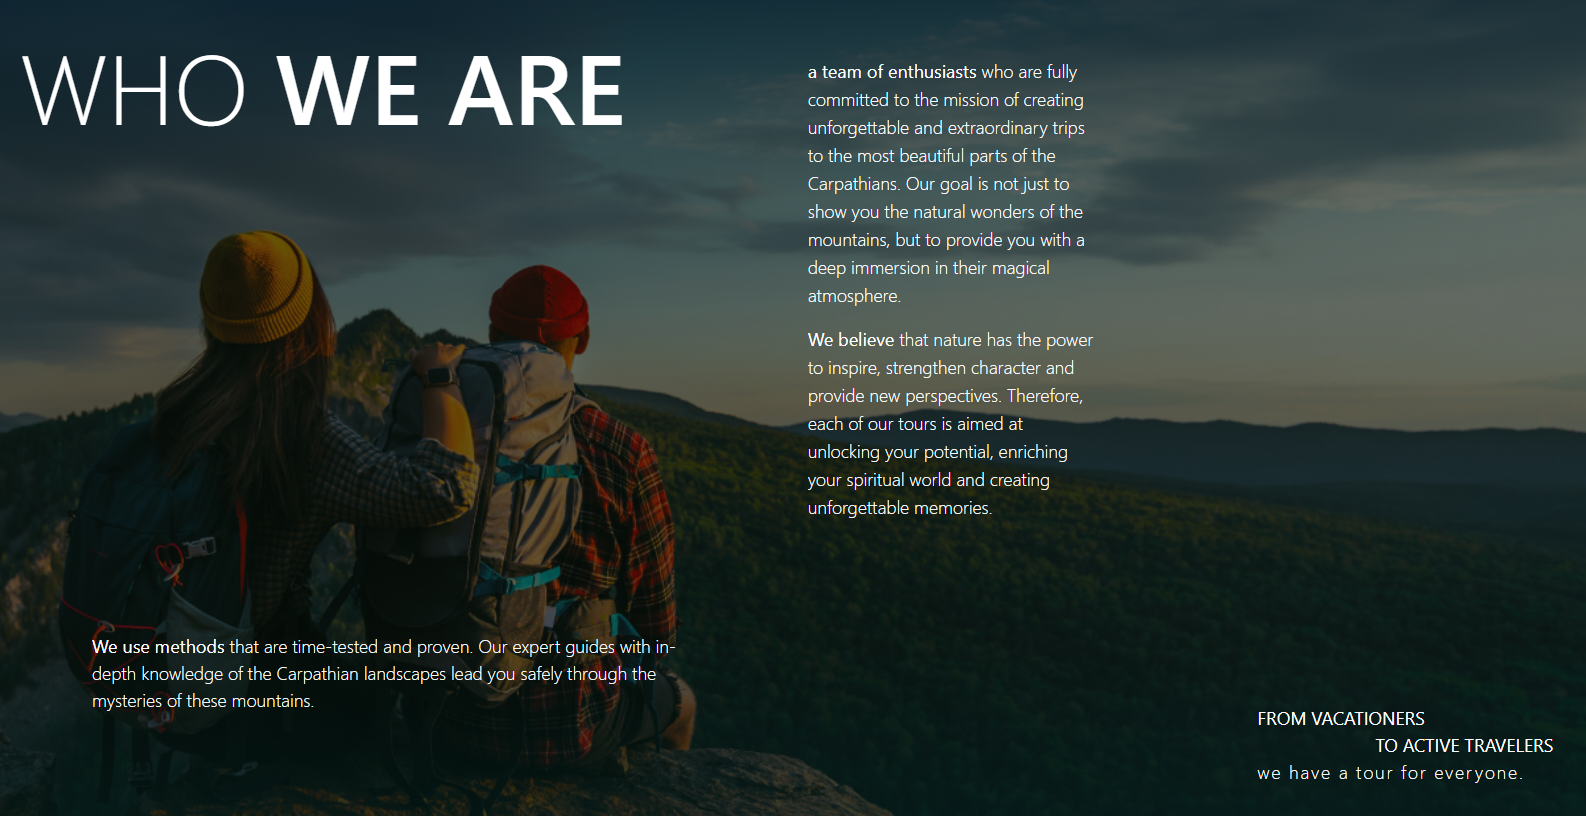 WHO WE ARE
a team of enthusiasts who are fully
committed to the mission of creating
unforgettable and extraordinary trips
to the most beautiful parts of the
Carpathians. Our goal is not just to
show you the natural wonders of the
mountains, but to provide you with a
deep immersion in their magical
atmosphere.
We believe that nature has the power
to inspire, strengthen character and
provide new perspectives. Therefore,
each of our tours is aimed at
unlocking your potential, enriching
your spiritual world and creating
unforgettable memories.
We use methods that are time-tested and proven. Our expert guides with in-
depth knowledge of the Carpathian landscapes lead you safely through the
mysteries of these mountains.
FROM VACATIONERS
TO ACTIVE TRAVELERS
we have a tour for everyone.